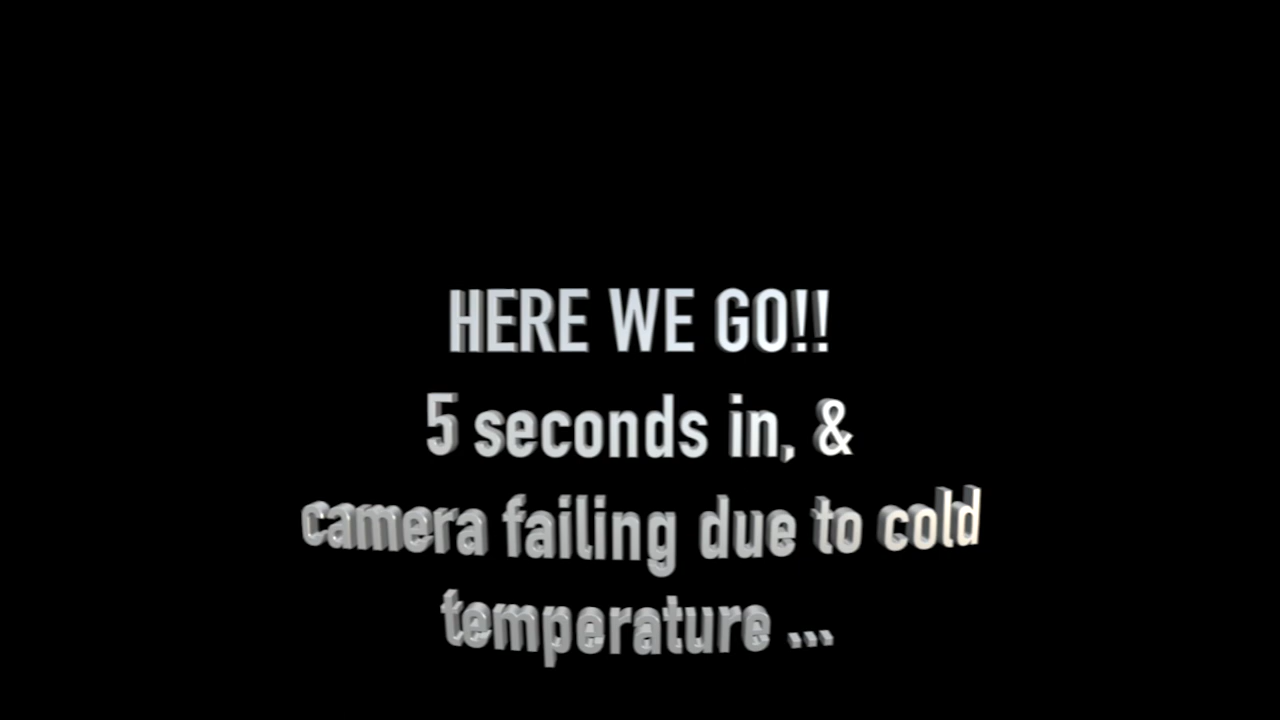 HERE WE GO!!
5 seconds in, &
camera failing due to cold
temperature ...